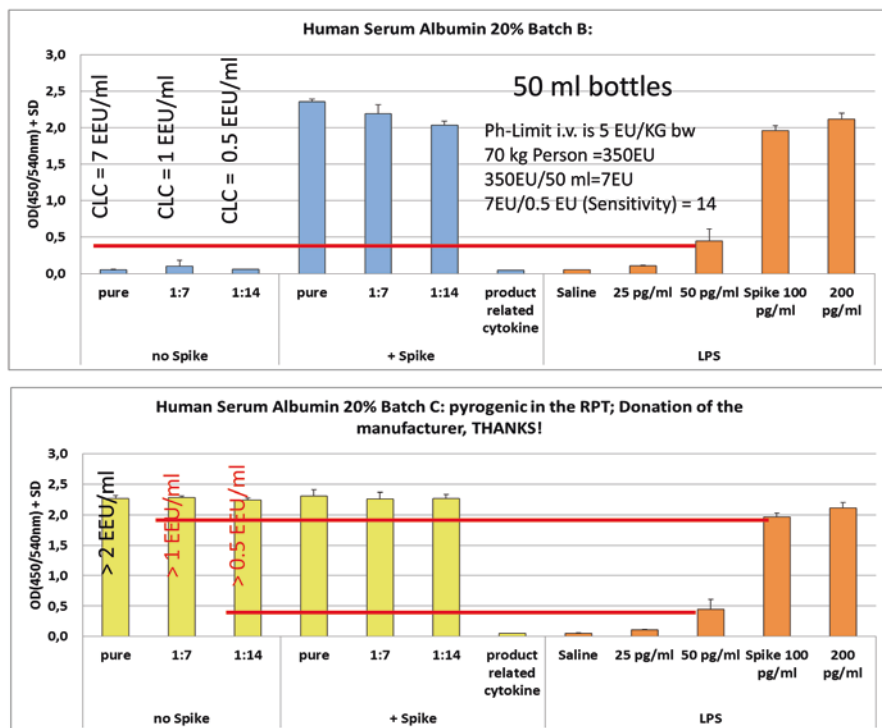 Human Serum Albumin 20% Batch B:
OD(450/540nm) + SD
3,0
2,5
2,0
1,5
1,0
0,5
0,0
CLC = 7 EEU/ml
CLC = 1 EEU/ml
CLC = 0.5 EEU/ml
50 ml bottles
Ph-Limit i.v. is 5 EU/KG bw
70 kg Person =350EU
350EU/50 ml=7EU
7EU/0.5 EU (Sensitivity) = 14
pure 1:7 1:14 pure 1:7 1:14 product related cytokine Saline 25 pg/ml 50 pg/ml Spike 100 pg/ml 200 pg/ml
no Spike + Spike LPS
Human Serum Albumin 20% Batch C: pyrogenic in the RPT; Donation of the
manufacturer, THANKS!
OD(450/540nm) + SD
3,0
2,5
2,0
1,5
1,0
0,5
0,0
> 2 EEU/ml
> 1 EEU/ml
> 0.5 EEU/ml
pure 1:7 1:14 pure 1:7 1:14 product related cytokine Saline 25 pg/ml 50 pg/ml Spike 100 pg/ml 200 pg/ml
no Spike + Spike LPS